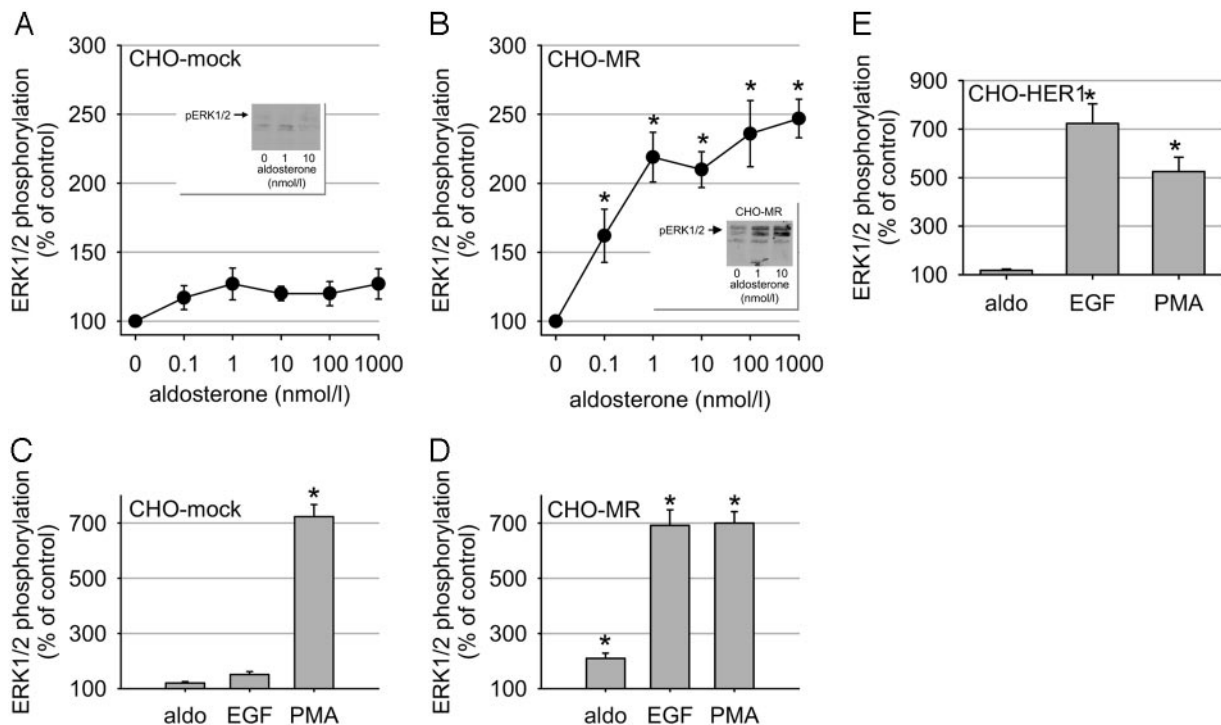 A
CHO-mock
ERK1/2 phosphorylation
(% of control)
300
250
200
150
100
pERK1/2
0 1 10
aldosterone
(nmol/l)
0 0.1 1 10 100 1000
aldosterone (nmol/l)
B
CHO-MR
ERK1/2 phosphorylation
(% of control)
300
250
200
150
100
* * * * *
CHO-MR
pERK1/2
0 1 10
aldosterone
(nmol/l)
0 0.1 1 10 100 1000
aldosterone (nmol/l)
E
CHO-HER1
ERK1/2 phosphorylation
(% of control)
900
700
500
300
100
* *
aldo EGF PMA
C
CHO-mock
ERK1/2 phosphorylation
(% of control)
700
500
300
100
*
aldo EGF PMA
D
CHO-MR
ERK1/2 phosphorylation
(% of control)
700
500
300
100
* * *
aldo EGF PMA